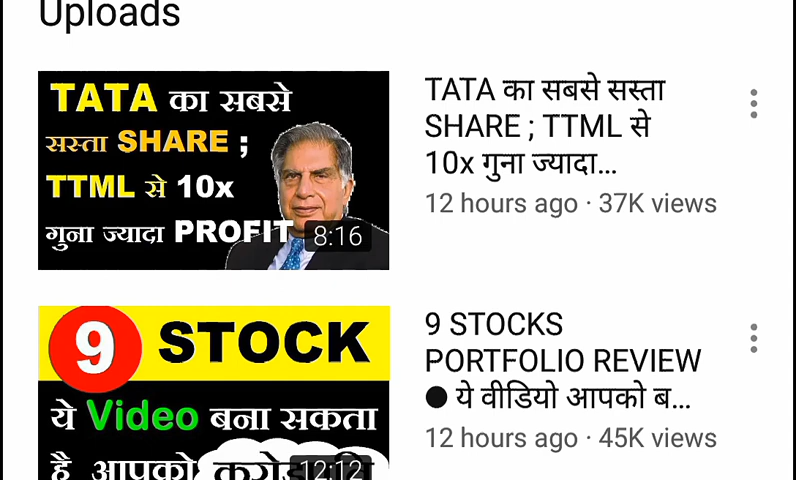 Uploads
TATA का सबसे
सस्ता SHARE ;
TTML से 10x
गुना ज्यादा PROFIT
8:16
TATA का सबसे सस्ता
SHARE ; TTML से
10x गुना ज्यादा...
12 hours ago · 37K views
9 STOCK
ये Video बना सकता
है आपको
12:12
9 STOCKS
PORTFOLIO REVIEW
● ये वीडियो आपको ब...
12 hours ago · 45K views